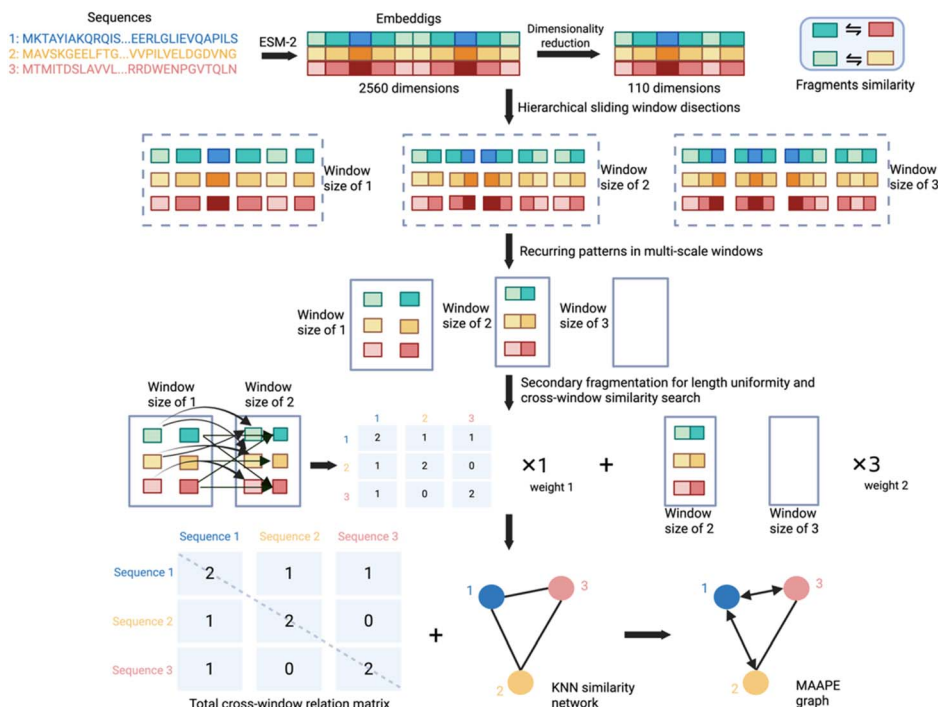 Sequences
1: MKTAYIAKQRQIS...EERLGLIEVQAPILS
2: MAVSKGEELFTG...VVPILVELDGDVNG
3: MTMITDSLAVVL...RRDWENPGVTQLN
ESM-2
Embeddigs
2560 dimensions
Dimensionality
reduction
110 dimensions
Fragments similarity
Hierarchical sliding window disections
Window
size of 1
Window
size of 2
Window
size of 3
Recurring patterns in multi-scale windows
Window
size of 1
Window
size of 2
Window
size of 3
Secondary fragmentation for length uniformity and
cross-window similarity search
Window
size of 1
Window
size of 2
1 2 3
1 2 1 1
2 1 2 0
3 1 0 2
×1
weight 1
+
Window
size of 2
Window
size of 3
×3
weight 2
Sequence 1 Sequence 2 Sequence 3
Sequence 1 2 1 1
Sequence 2 1 2 0
Sequence 3 1 0 2
Total cross-window relation matrix
+
1
3
2
KNN similarity
network
1
3
2
MAAPE
graph